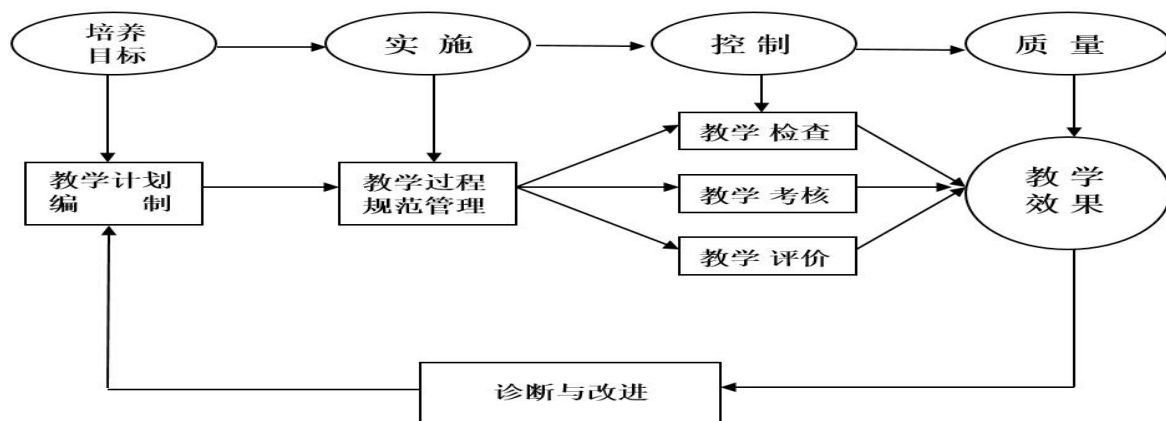 培养
目标
实 施
控 制
质 量
教学计划
编 制
教学过程
规范管理
教学 检查
教学 考核
教学 评价
教 学
效 果
诊断与改进